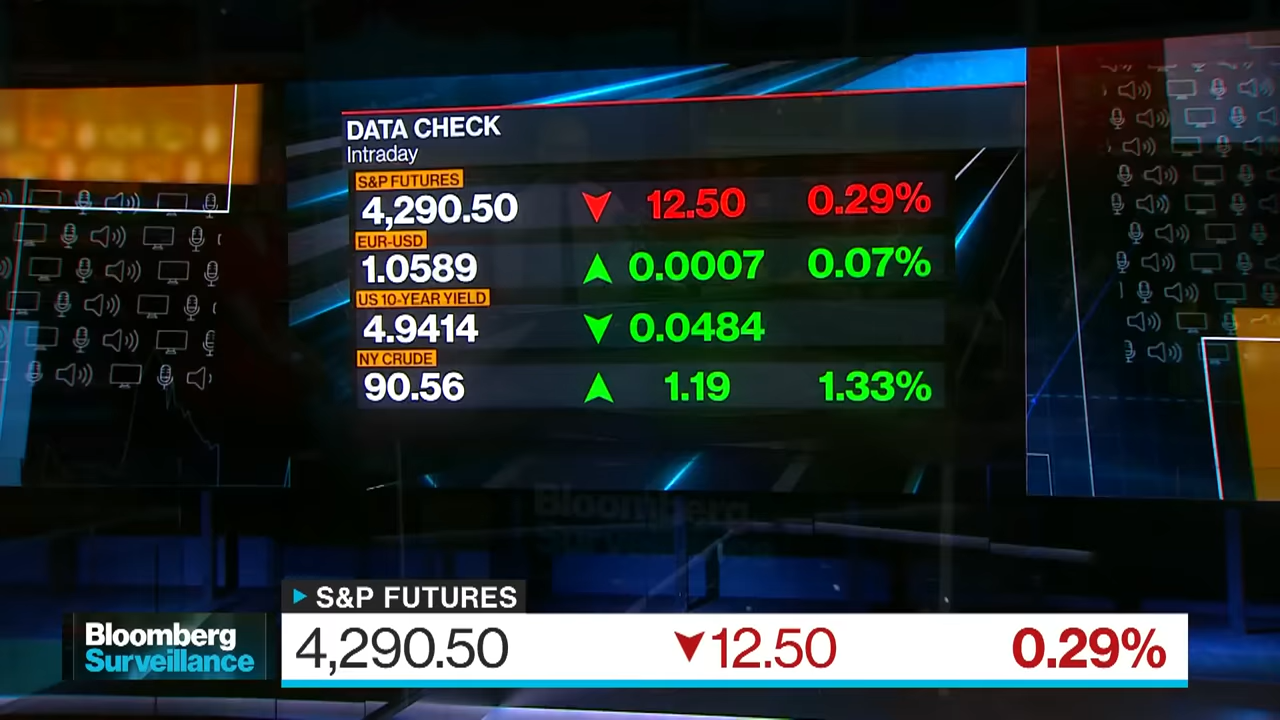 DATA CHECK
Intraday
S&P FUTURES
4,290.50 ▼ 12.50 0.29%
EUR-USD
1.0589 ▲ 0.0007 0.07%
US 10-YEAR YIELD
4.9414 ▼ 0.0484
NY CRUDE
90.56 ▲ 1.19 1.33%
Bloomberg
S&P FUTURES
Bloomberg
Surveillance
4,290.50 ▼12.50 0.29%